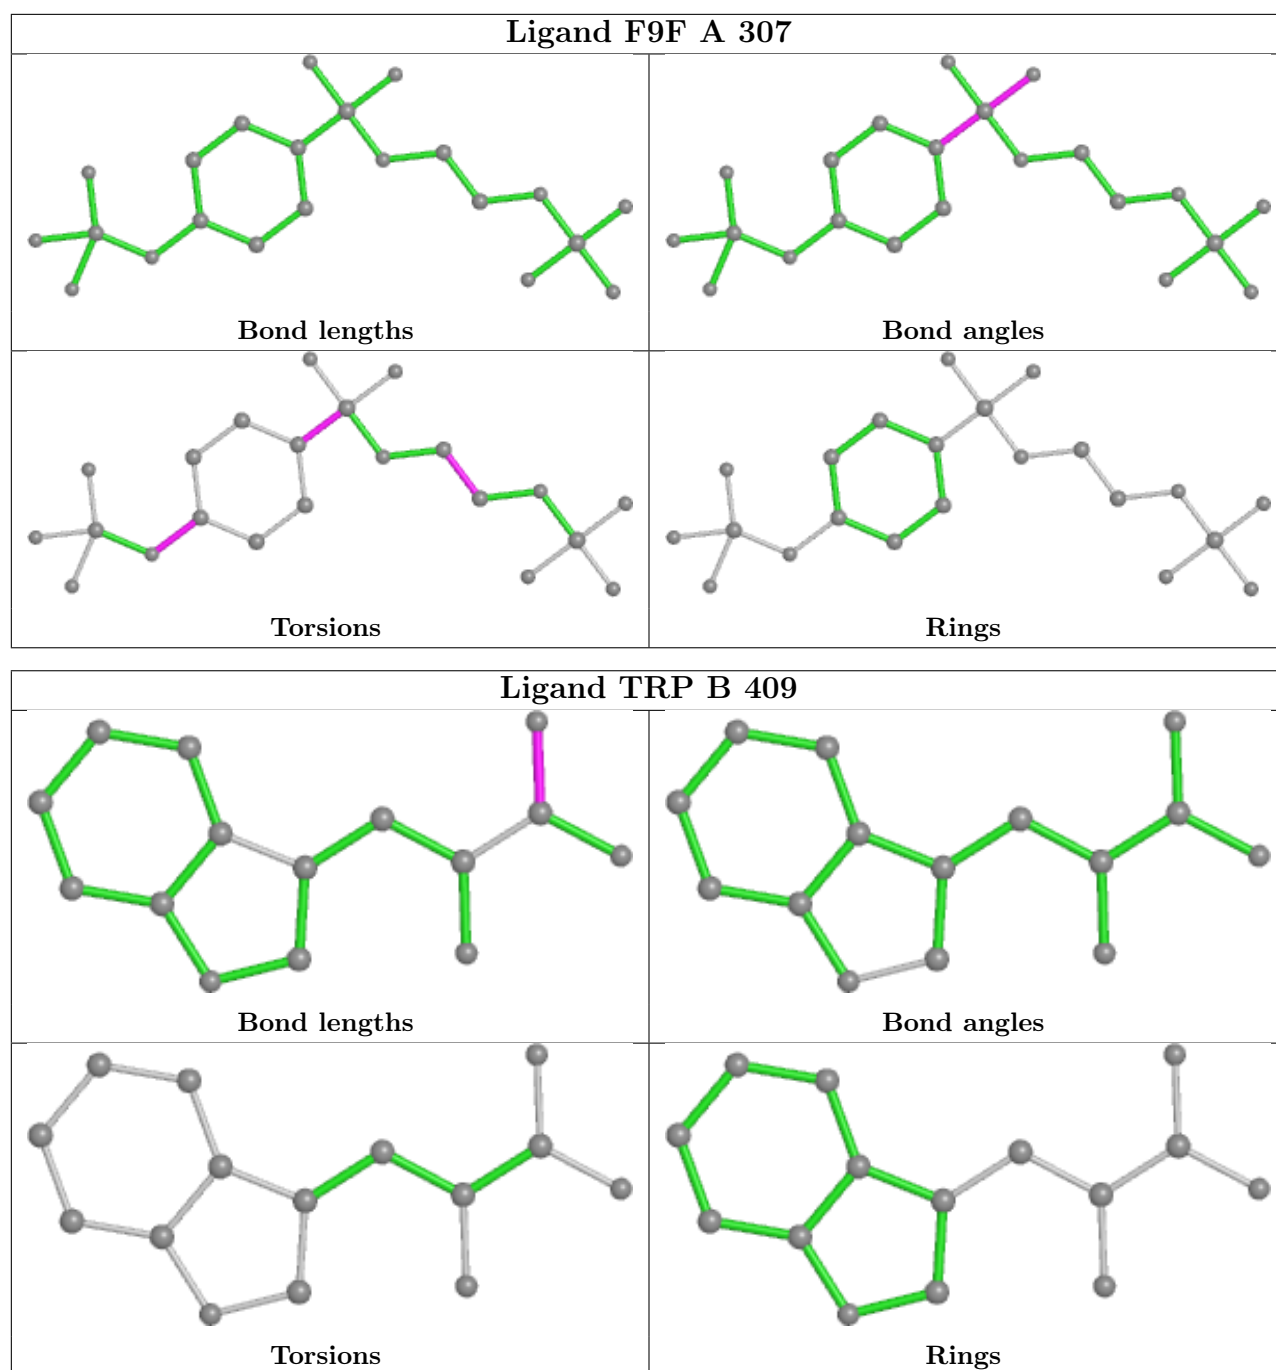 Ligand F9F A 307
Bond lengths
Bond angles
Torsions
Rings
Ligand TRP B 409
Bond lengths
Bond angles
Torsions
Rings